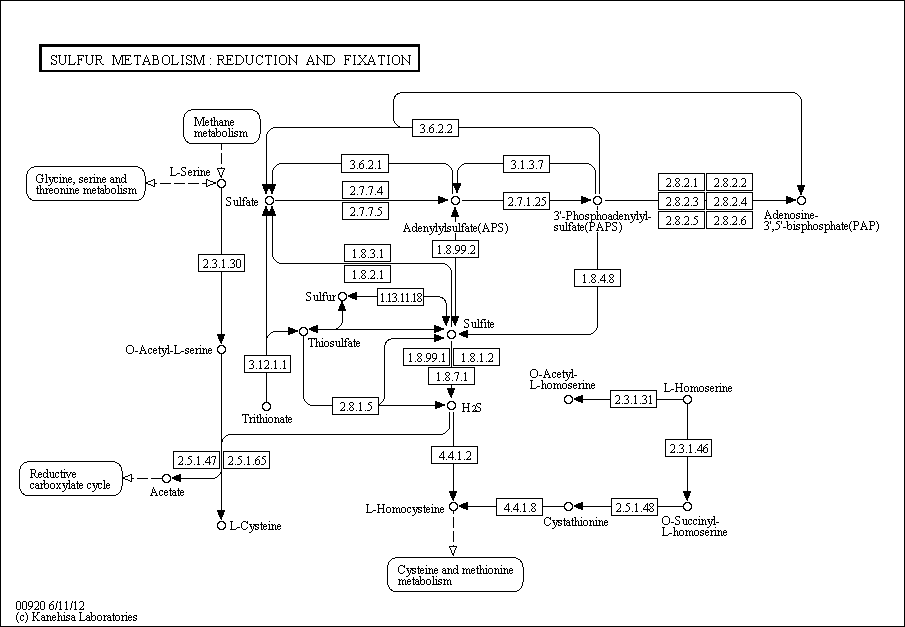 SULFUR METABOLISM : REDUCTION AND FIXATION
Methane
metabolism
3.6.2.2
Glycine, serine and
threonine metabolism
L-Serine
Sulfate
3.6.2.1
2.7.7.4
2.7.7.5
3.1.3.7
2.7.1.25
Adenylylsulfate(APS)
3'-Phosphoadenylyl-
sulfate(PAPS)
2.8.2.1
2.8.2.2
2.8.2.3
2.8.2.4
2.8.2.5
2.8.2.6
Adenosine-
3',5'-bisphosphate(PAP)
1.8.99.2
2.3.1.30
1.8.3.1
1.8.2.1
1.8.4.8
Sulfur
1.13.11.18
Sulfite
Thiosulfate
O-Acetyl-L-serine
3.12.1.1
1.8.99.1
1.8.1.2
1.8.7.1
Trithionate
2.8.1.5
H2S
O-Acetyl-
L-homoserine
2.3.1.31
L-Homoserine
2.3.1.46
2.5.1.47
2.5.1.65
4.4.1.2
Reductive
carboxylate cycle
Acetate
L-Cysteine
L-Homocysteine
4.4.1.8
Cystathionine
2.5.1.48
O-Succinyl-
L-homoserine
Cysteine and methionine
metabolism
00920 6/11/12
(c) Kanehisa Laboratories